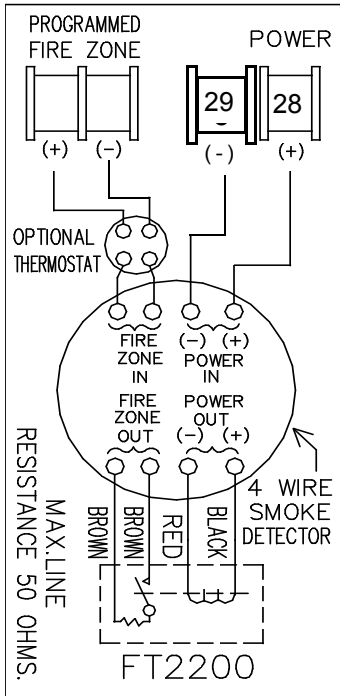 PROGRAMMED
FIRE ZONE
POWER
29
28
(+)
(-)
(-)
(+)
OPTIONAL
THERMOSTAT
FIRE
ZONE
IN
(-) (+)
POWER
IN
FIRE
ZONE
OUT
POWER
OUT
(-) (+)
4 WIRE
SMOKE
DETECTOR
BROWN
BROWN
RED
BLACK
MAX.LINE
RESISTANCE 50 OHMS.
FT2200